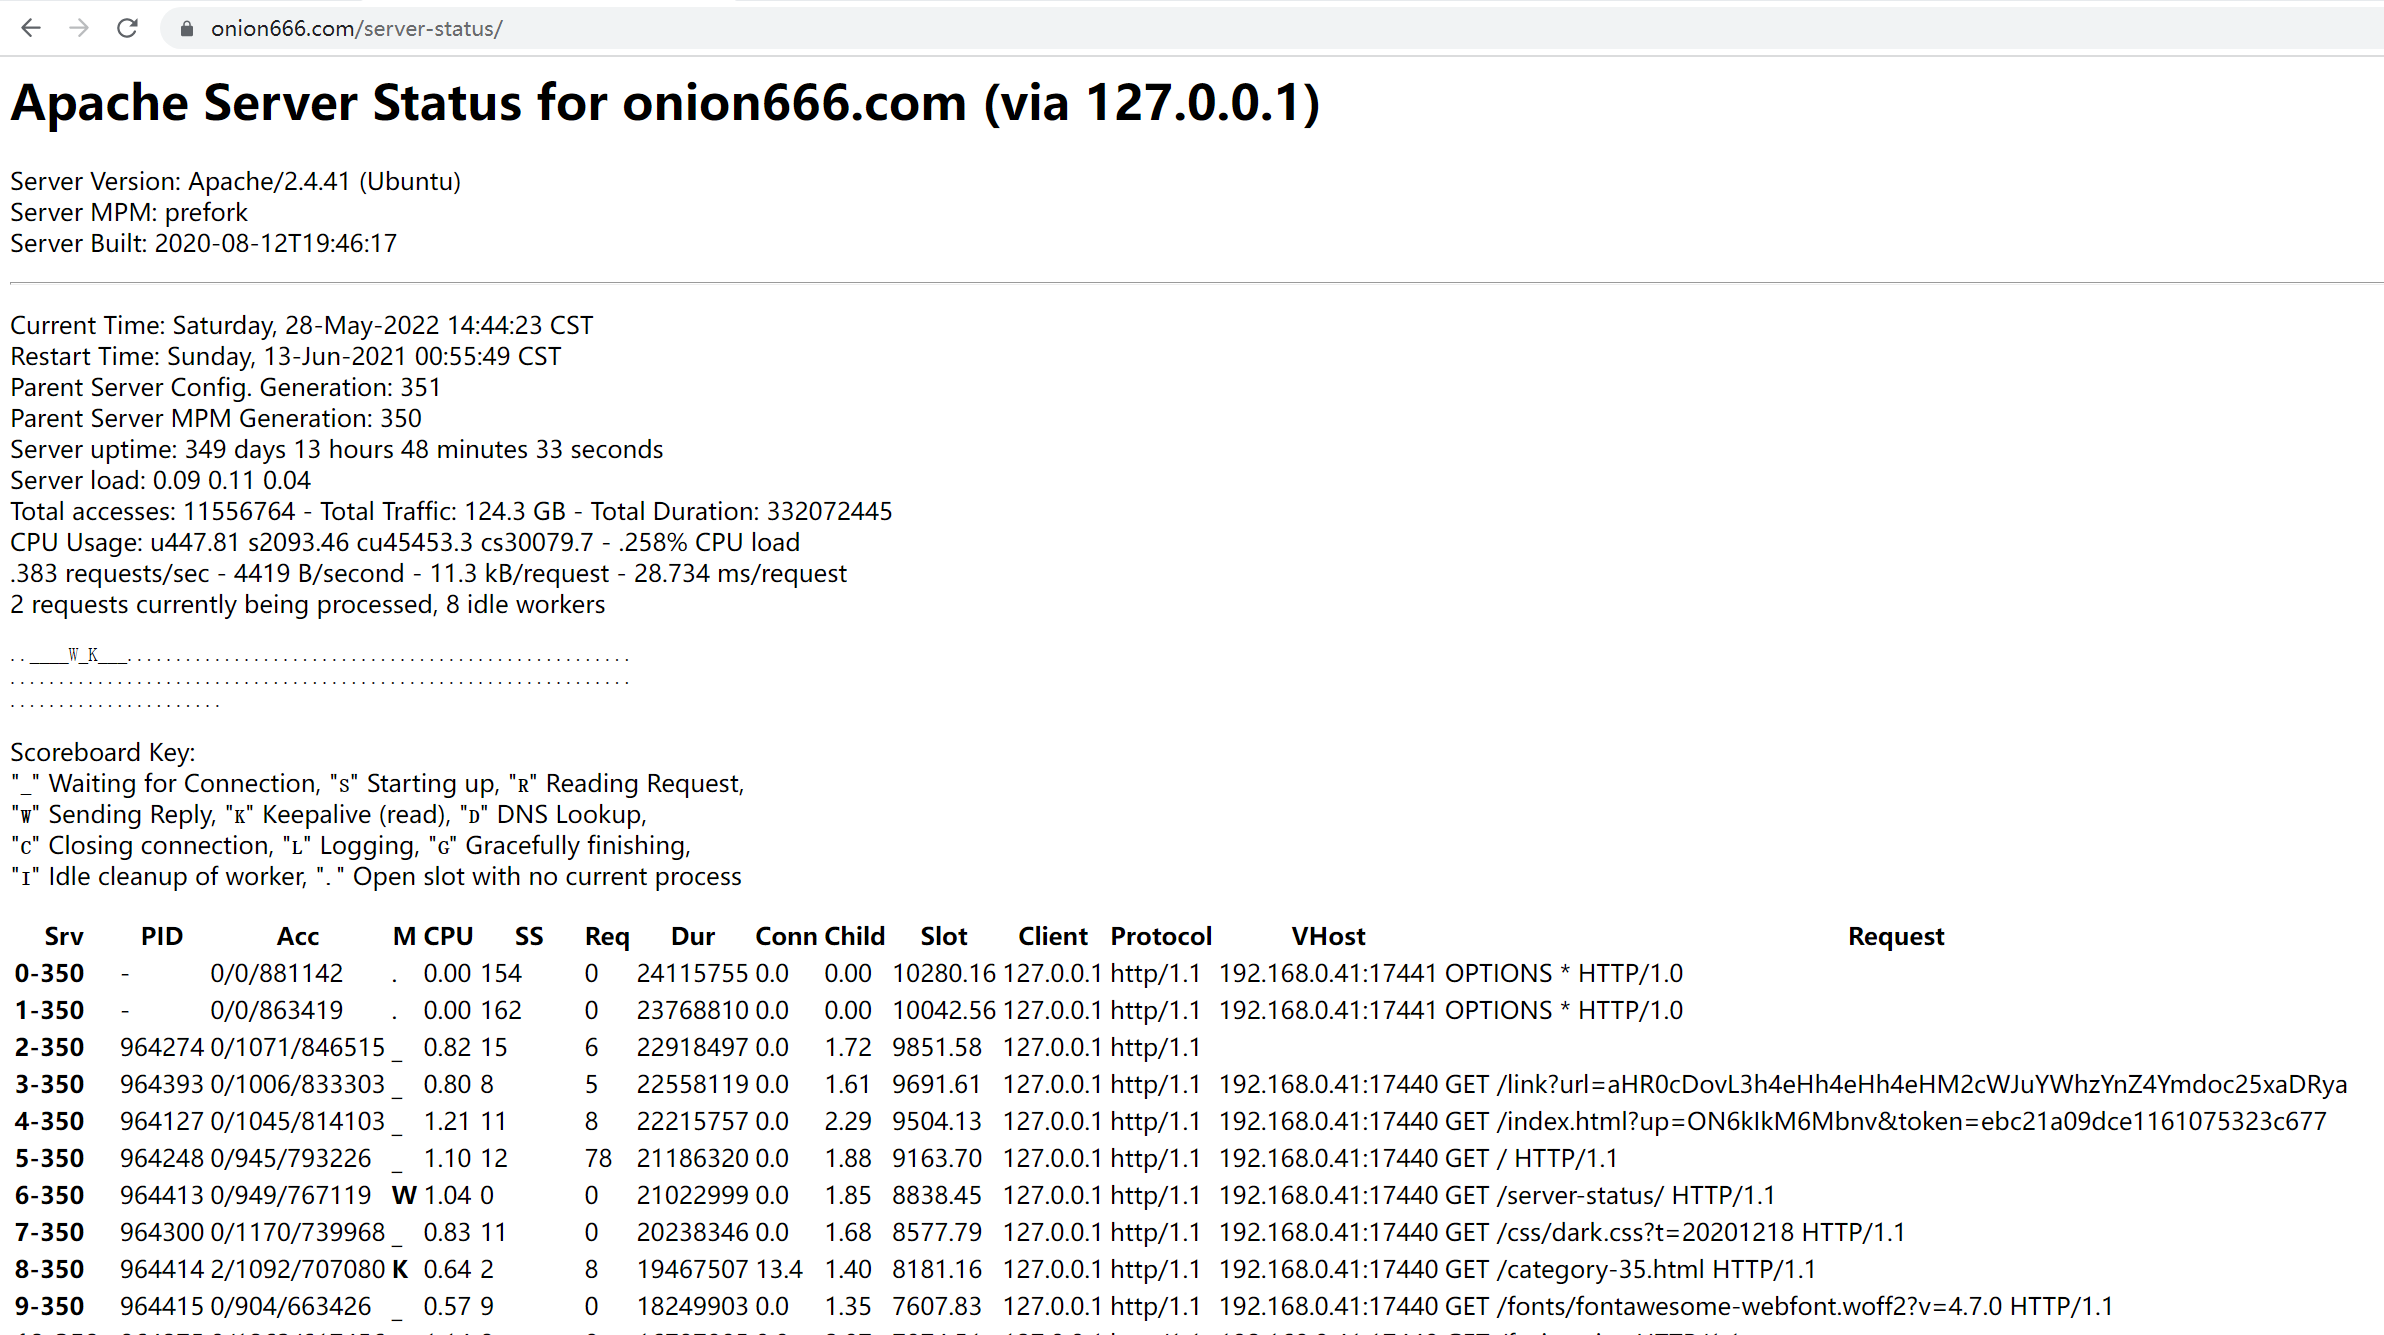 onion666.com/server-status/
Apache Server Status for onion666.com (via 127.0.0.1)
Server Version: Apache/2.4.41 (Ubuntu)
Server MPM: prefork
Server Built: 2020-08-12T19:46:17
Current Time: Saturday, 28-May-2022 14:44:23 CST
Restart Time: Sunday, 13-Jun-2021 00:55:49 CST
Parent Server Config. Generation: 351
Parent Server MPM Generation: 350
Server uptime: 349 days 13 hours 48 minutes 33 seconds
Server load: 0.09 0.11 0.04
Total accesses: 11556764 - Total Traffic: 124.3 GB - Total Duration: 332072445
CPU Usage: u447.81 s2093.46 cu45453.3 cs30079.7 - .258% CPU load
.383 requests/sec - 4419 B/second - 11.3 kB/request - 28.734 ms/request
2 requests currently being processed, 8 idle workers
..____W_K___....................................................
................................................................
......................
Scoreboard Key:
"_" Waiting for Connection, "S" Starting up, "R" Reading Request,
"W" Sending Reply, "K" Keepalive (read), "D" DNS Lookup,
"C" Closing connection, "L" Logging, "G" Gracefully finishing,
"I" Idle cleanup of worker, "." Open slot with no current process
Srv PID Acc M CPU SS Req Dur Conn Child Slot Client Protocol VHost Request
0-350 - 0/0/881142 . 0.00 154 0 24115755 0.0 0.00 10280.16 127.0.0.1 http/1.1 192.168.0.41:17441 OPTIONS * HTTP/1.0
1-350 - 0/0/863419 . 0.00 162 0 23768810 0.0 0.00 10042.56 127.0.0.1 http/1.1 192.168.0.41:17441 OPTIONS * HTTP/1.0
2-350 964274 0/1071/846515 _ 0.82 15 6 22918497 0.0 1.72 9851.58 127.0.0.1 http/1.1
3-350 964393 0/1006/833303 _ 0.80 8 5 22558119 0.0 1.61 9691.61 127.0.0.1 http/1.1 192.168.0.41:17440 GET /link?url=aHR0cDovL3h4eHh4eHh4eHM2cWJuYWhzYnZ4Ymdoc25xaDRya
4-350 964127 0/1045/814103 _ 1.21 11 8 22215757 0.0 2.29 9504.13 127.0.0.1 http/1.1 192.168.0.41:17440 GET /index.html?up=ON6kIkM6Mbnv&token=ebc21a09dce1161075323c677
5-350 964248 0/945/793226 _ 1.10 12 78 21186320 0.0 1.88 9163.70 127.0.0.1 http/1.1 192.168.0.41:17440 GET / HTTP/1.1
6-350 964413 0/949/767119 W 1.04 0 0 21022999 0.0 1.85 8838.45 127.0.0.1 http/1.1 192.168.0.41:17440 GET /server-status/ HTTP/1.1
7-350 964300 0/1170/739968 _ 0.83 11 0 20238346 0.0 1.68 8577.79 127.0.0.1 http/1.1 192.168.0.41:17440 GET /css/dark.css?t=20201218 HTTP/1.1
8-350 964414 2/1092/707080 K 0.64 2 8 19467507 13.4 1.40 8181.16 127.0.0.1 http/1.1 192.168.0.41:17440 GET /category-35.html HTTP/1.1
9-350 964415 0/904/663426 _ 0.57 9 0 18249903 0.0 1.35 7607.83 127.0.0.1 http/1.1 192.168.0.41:17440 GET /fonts/fontawesome-webfont.woff2?v=4.7.0 HTTP/1.1